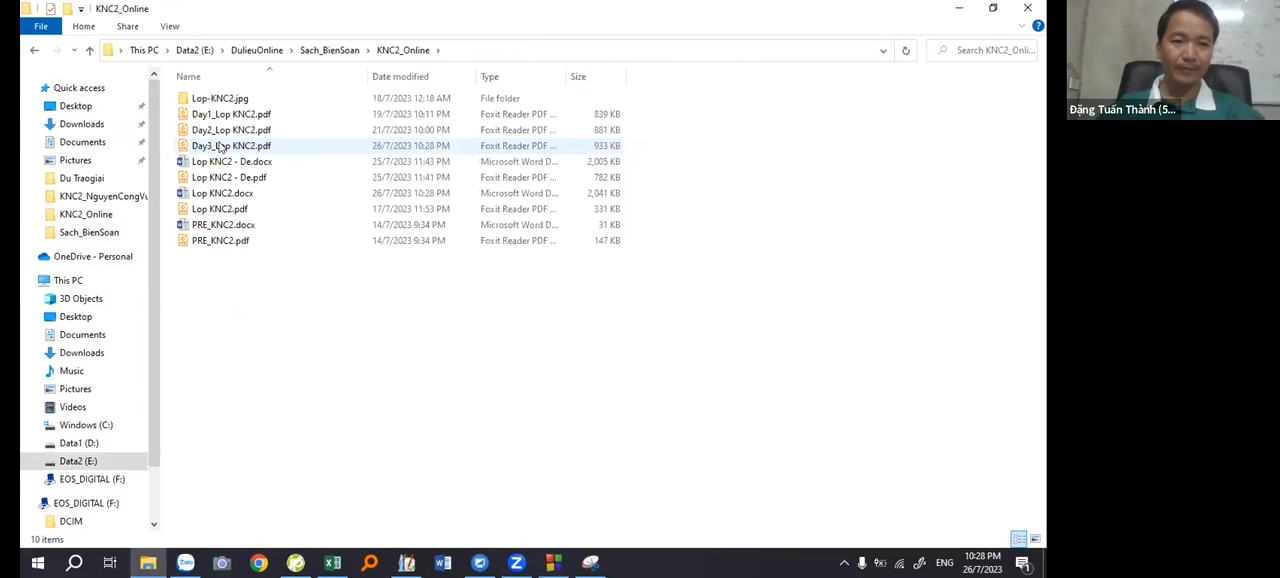 KNC2_Online
File
Home
Share
View
This PC
Data2 (E:)
DulieuOnline
Sach_BienSoan
KNC2_Online
Search KNC2_Onli...
Name
Date modified
Type
Size
Lop-KNC2.jpg 18/7/2023 12:18 AM File folder
Day1_Lop KNC2.pdf 19/7/2023 10:11 PM Foxit Reader PDF ... 839 KB
Day2_Lop KNC2.pdf 21/7/2023 10:00 PM Foxit Reader PDF ... 881 KB
Day3_Lop KNC2.pdf 26/7/2023 10:28 PM Foxit Reader PDF ... 933 KB
Lop KNC2 - De.docx 25/7/2023 11:43 PM Microsoft Word D... 2,005 KB
Lop KNC2 - De.pdf 25/7/2023 11:41 PM Foxit Reader PDF ... 782 KB
Lop KNC2.docx 26/7/2023 10:28 PM Microsoft Word D... 2,041 KB
Lop KNC2.pdf 17/7/2023 11:53 PM Foxit Reader PDF ... 331 KB
PRE_KNC2.docx 14/7/2023 9:34 PM Microsoft Word D... 31 KB
PRE_KNC2.pdf 14/7/2023 9:34 PM Foxit Reader PDF ... 147 KB
Quick access
Desktop
Downloads
Documents
Pictures
Du Traogiai
KNC2_NguyenCongVu
KNC2_Online
Sach_BienSoan
OneDrive - Personal
This PC
3D Objects
Desktop
Documents
Downloads
Music
Pictures
Videos
Windows (C:)
Data1 (D:)
Data2 (E:)
EOS_DIGITAL (F:)
EOS_DIGITAL (F:)
DCIM
10 items
Đặng Tuấn Thành (5...
Zalo
ENG
10:28 PM
26/7/2023